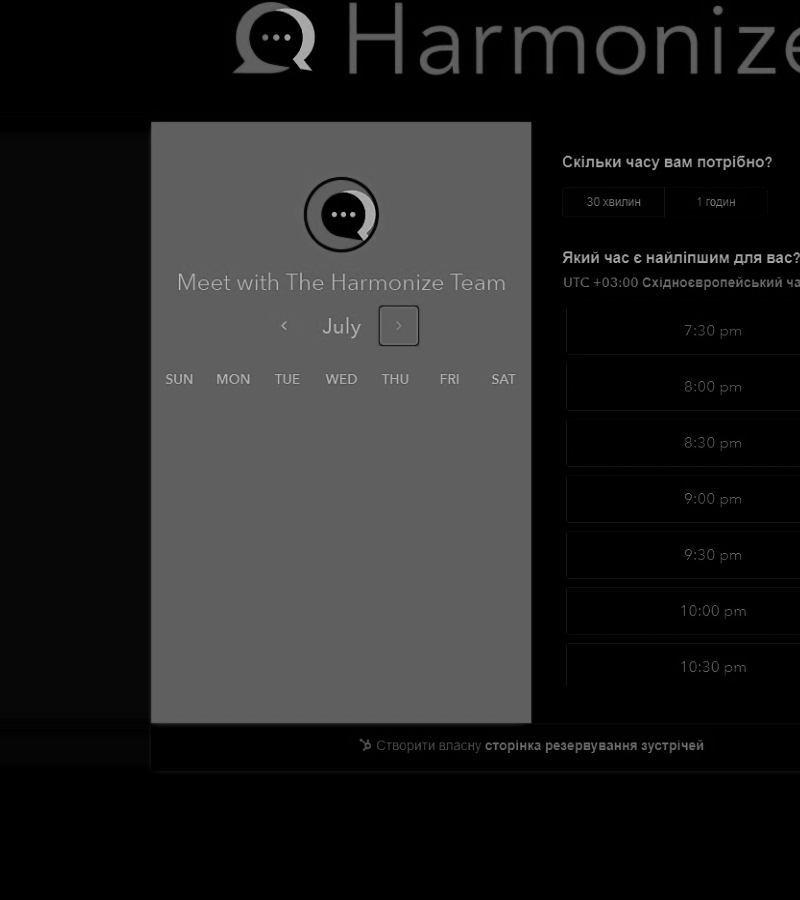 Harmonize
Meet with The Harmonize Team
July
SUN MON TUE WED THU FRI SAT
Скільки часу вам потрібно?
30 хвилин 1 годин
Який час є найліпшим для вас?
UTC +03:00 Східноєвропейський ча
7:30 pm
8:00 pm
8:30 pm
9:00 pm
9:30 pm
10:00 pm
10:30 pm
Створити власну сторінка резервування зустрічей